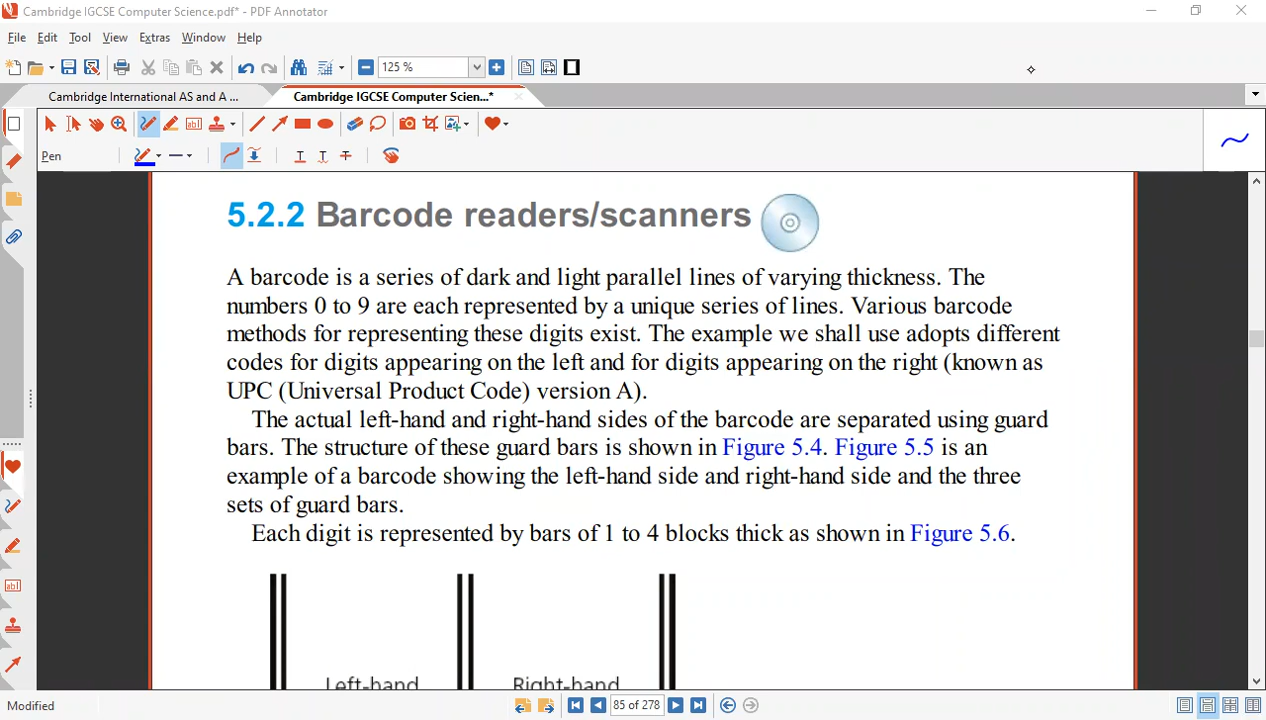 Cambridge IGCSE Computer Science.pdf* - PDF Annotator
File Edit Tool View Extras Window Help
125 %
Cambridge International AS and A ...
Cambridge IGCSE Computer Scien...*
Pen
5.2.2 Barcode readers/scanners
A barcode is a series of dark and light parallel lines of varying thickness. The
numbers 0 to 9 are each represented by a unique series of lines. Various barcode
methods for representing these digits exist. The example we shall use adopts different
codes for digits appearing on the left and for digits appearing on the right (known as
UPC (Universal Product Code) version A).
The actual left-hand and right-hand sides of the barcode are separated using guard
bars. The structure of these guard bars is shown in Figure 5.4. Figure 5.5 is an
example of a barcode showing the left-hand side and right-hand side and the three
sets of guard bars.
Each digit is represented by bars of 1 to 4 blocks thick as shown in Figure 5.6.
Left-hand Right-hand
Modified
85 of 278